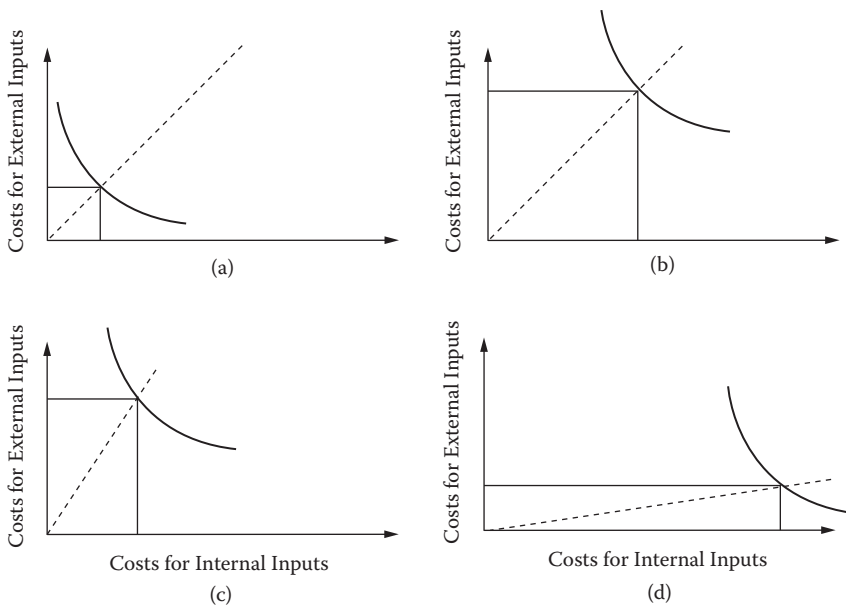 Costs for External Inputs
(a)
Costs for External Inputs
(b)
Costs for External Inputs
Costs for Internal Inputs
(c)
Costs for External Inputs
Costs for Internal Inputs
(d)